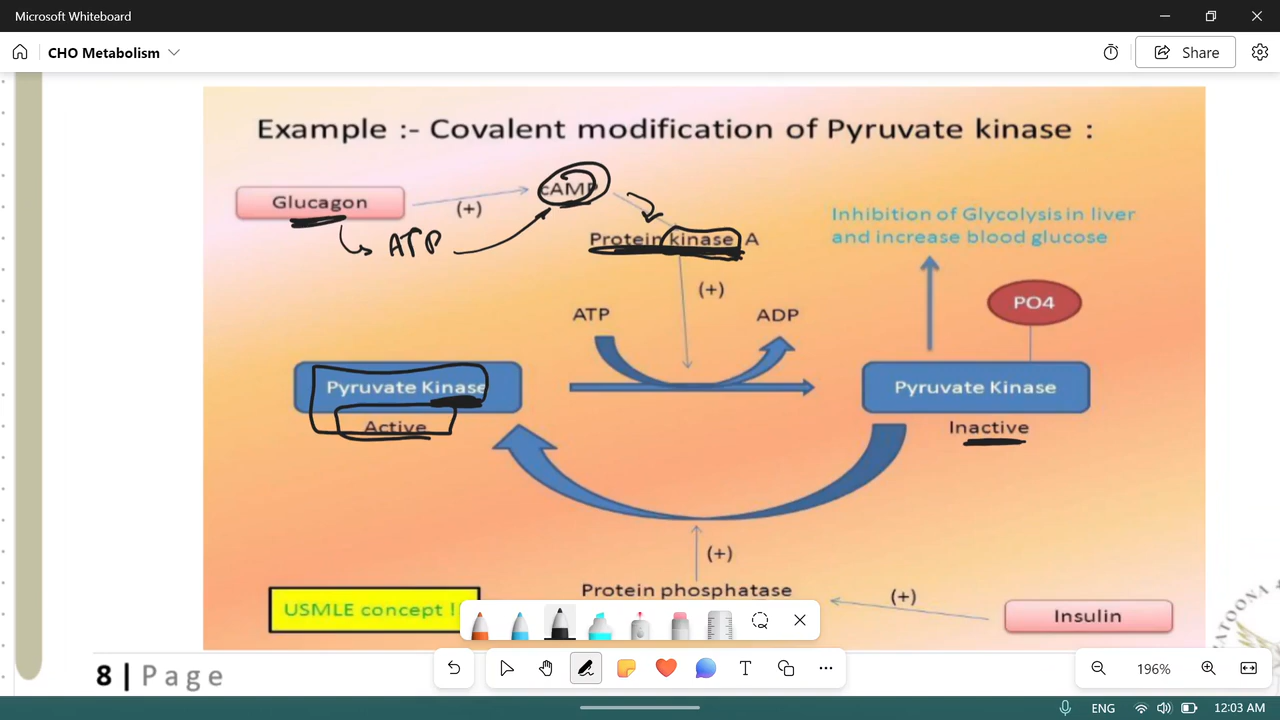 Microsoft Whiteboard
CHO Metabolism
Share
Example :- Covalent modification of Pyruvate kinase :
Glucagon
(+)
cAMP
ATP
Protein kinase A
Inhibition of Glycolysis in liver
and increase blood glucose
(+)
PO4
ATP
ADP
Pyruvate Kinase
Active
Pyruvate Kinase
Inactive
(+)
Protein phosphatase
(+)
Insulin
USMLE concept !
8 | Page
T
196%
ENG
12:03 AM